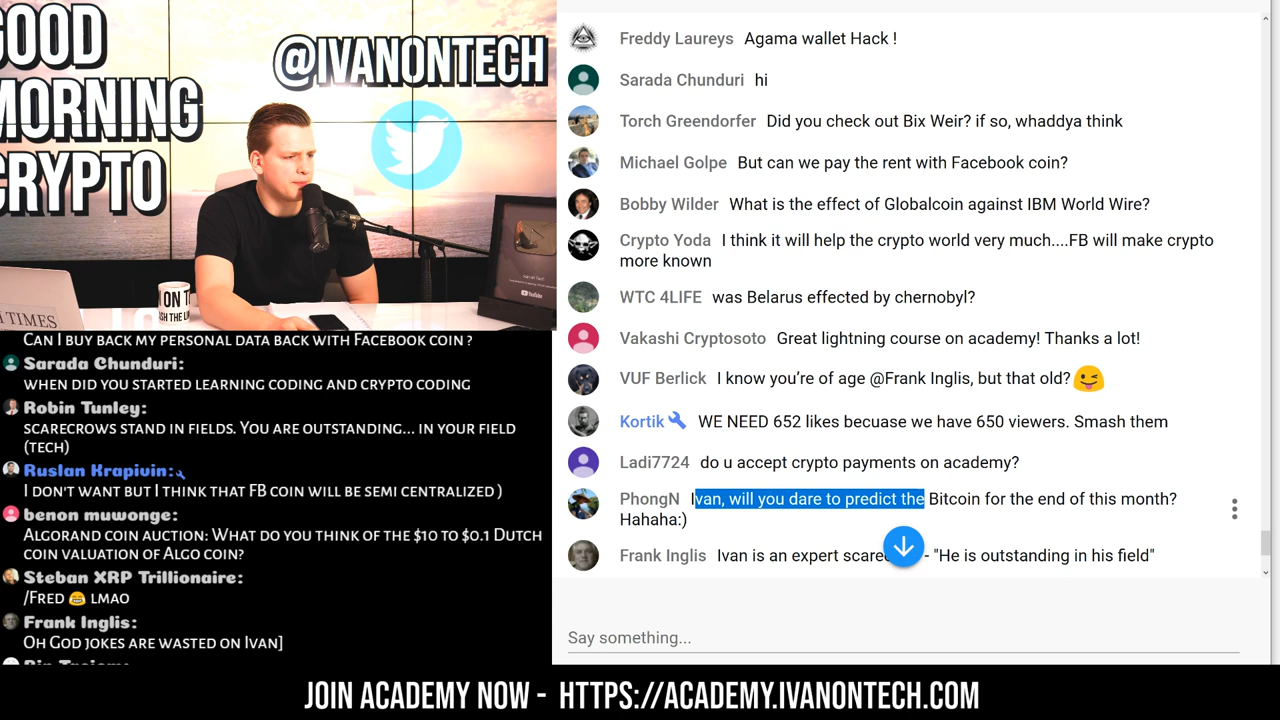 GOOD
MORNING
CRYPTO
@IVANONTECH
ON T
TIMES
YouTube
CAN I BUY BACK MY PERSONAL DATA BACK WITH FACEBOOK COIN ?
Sarada Chunduri:
WHEN DID YOU STARTED LEARNING CODING AND CRYPTO CODING
Robin Tunley:
SCARECROWS STAND IN FIELDS. YOU ARE OUTSTANDING... IN YOUR FIELD
(TECH)
Ruslan Krapivin:
I DON'T WANT BUT I THINK THAT FB COIN WILL BE SEMI CENTRALIZED )
benon muwonge:
ALGORAND COIN AUCTION: WHAT DO YOU THINK OF THE $10 TO $0.1 DUTCH
COIN VALUATION OF ALGO COIN?
Steban XRP Trillionaire:
/FRED 😂 LMAO
Frank Inglis:
OH GOD JOKES ARE WASTED ON IVAN]
Freddy Laureys Agama wallet Hack !
Sarada Chunduri hi
Torch Greendorfer Did you check out Bix Weir? if so, whaddya think
Michael Golpe But can we pay the rent with Facebook coin?
Bobby Wilder What is the effect of Globalcoin against IBM World Wire?
Crypto Yoda I think it will help the crypto world very much....FB will make crypto
more known
WTC 4LIFE was Belarus effected by chernobyl?
Vakashi Cryptosoto Great lightning course on academy! Thanks a lot!
VUF Berlick I know you're of age @Frank Inglis, but that old? 😜
Kortik WE NEED 652 likes becuase we have 650 viewers. Smash them
Ladi7724 do u accept crypto payments on academy?
PhongN Ivan, will you dare to predict the Bitcoin for the end of this month?
Hahaha:)
Frank Inglis Ivan is an expert - "He is outstanding in his field"
Say something...
JOIN ACADEMY NOW - HTTPS://ACADEMY.IVANONTECH.COM